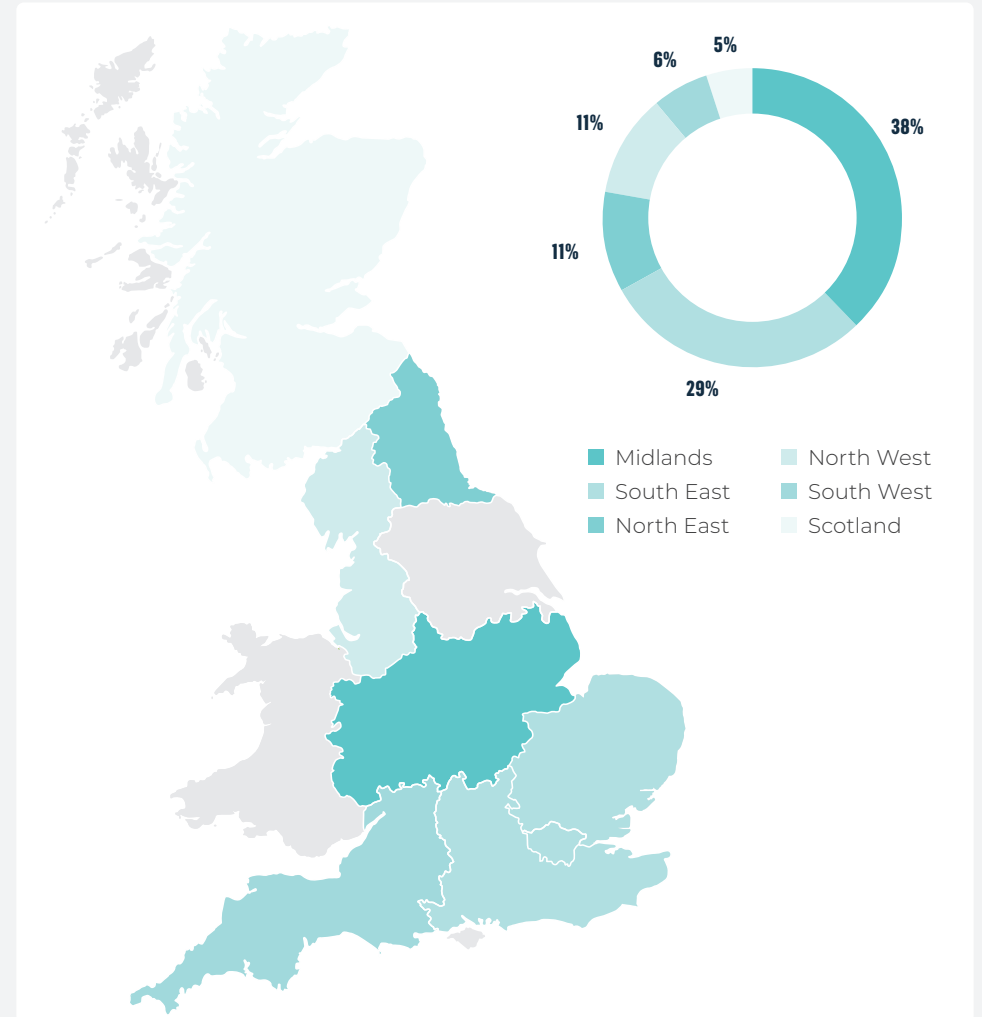 5%
6%
11%
38%
11%
29%
Midlands
North West
South East
South West
North East
Scotland